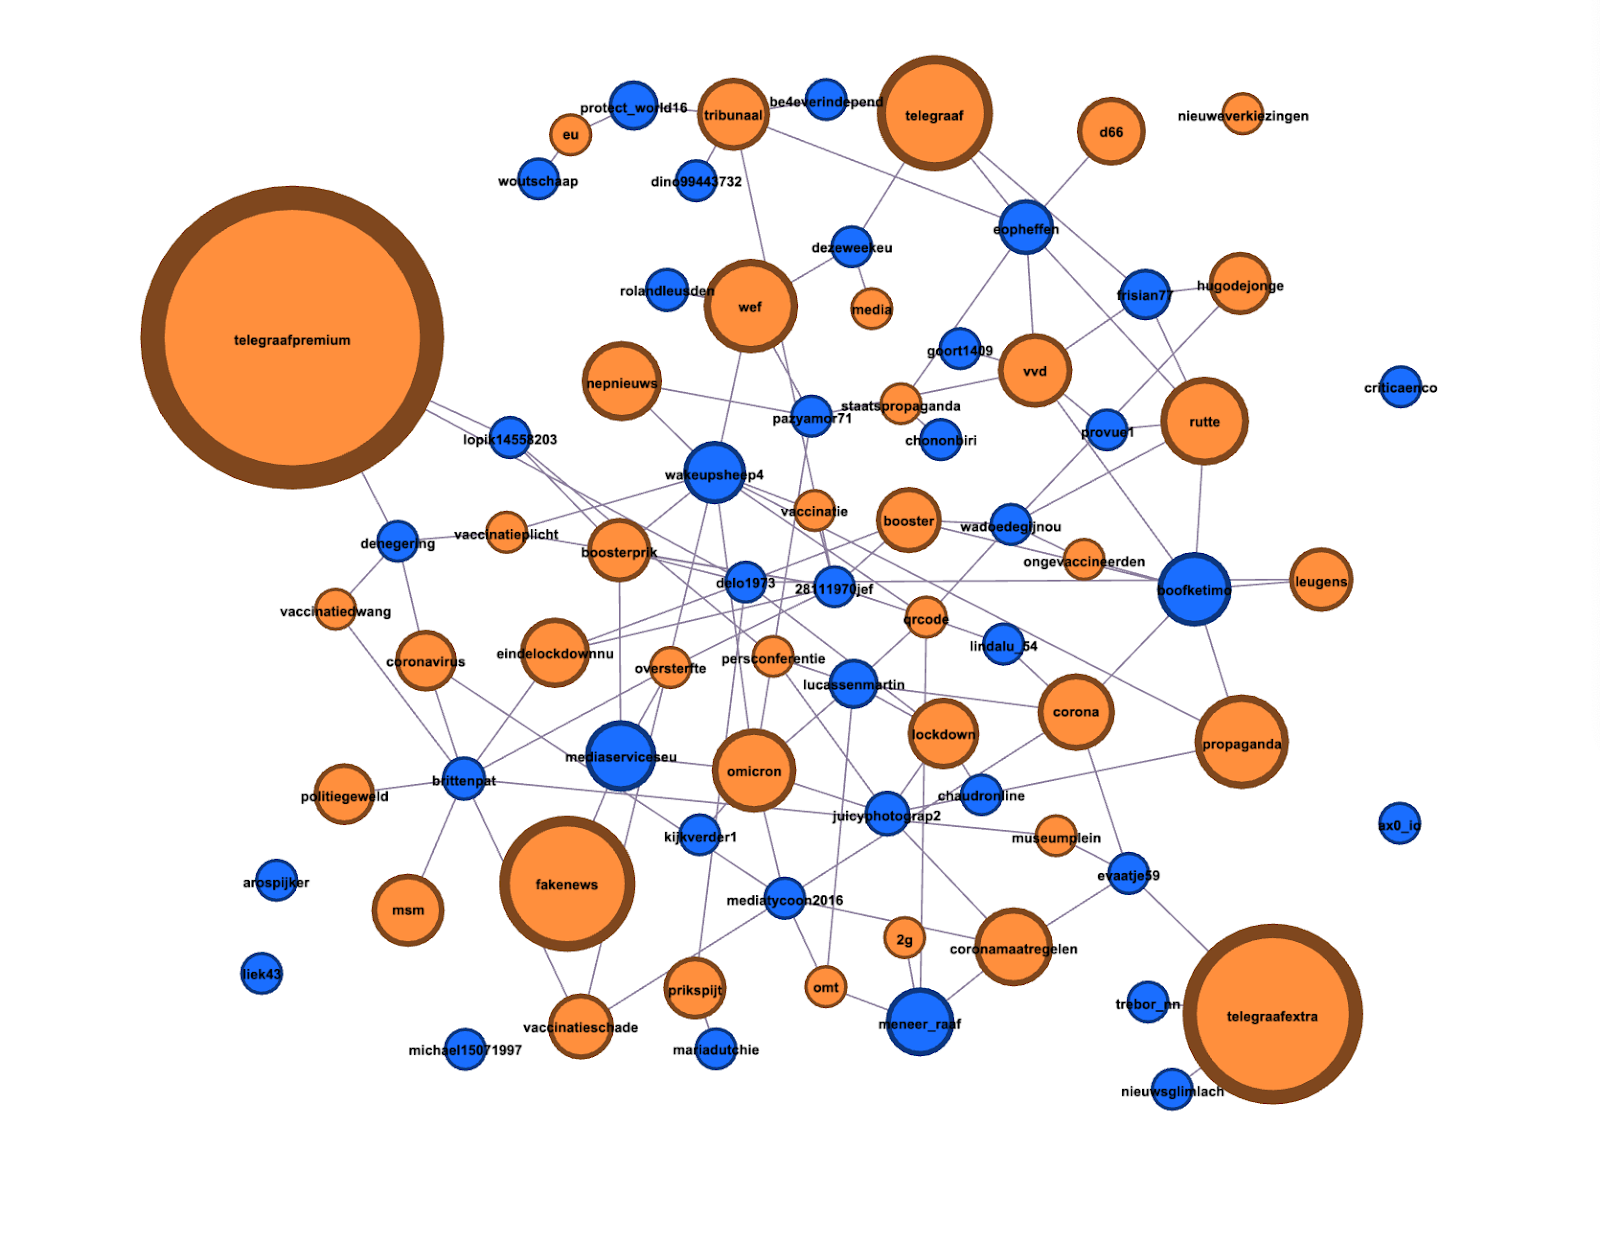 be4everindepend
protect_world16
tribunaal
telegraaf
nieuweverkiezingen
d66
eu
woutschaap
dino99443732
eopheffen
dezeweekeu
rolandleusden
frisian77
hugodejonge
wef
media
telegraafpremium
goort1409
vvd
nepnieuws
criticaenco
staatspropaganda
pazyamor71
rutte
provue1
lopik14558203
chononbiri
wakeupsheep4
vaccinatie
booster
wadoedegijnou
vaccinatieplicht
denegering
boosterprik
ongevaccineerden
leugens
delo1973
28111970jef
boofketimo
vaccinatiedwang
qrcode
lindalu_54
eindelockdownnu
coronavirus
persconferentie
oversterfte
lucassenmartin
corona
lockdown
propaganda
mediaserviceseu
omicron
brittenpat
politiegeweld
chaudronline
juicyphotograp2
ax0_io
kijkverder1
museumplein
evaatje59
arospijker
fakenews
mediatycoon2016
msm
2g
coronamaatregelen
liek43
omt
prikspijt
trebor_nn
telegraafextra
meneer_raaf
vaccinatieschade
michael15071997
mariadutchie
nieuwsglimlach